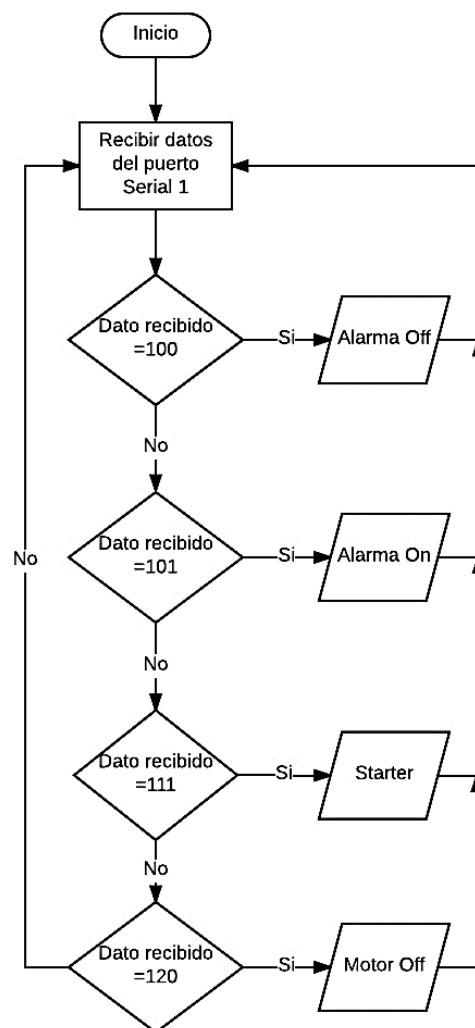 Inicio
Recibir datos
del puerto
Serial 1
Dato recibido
=100
Si
Alarma Off
No
Dato recibido
=101
Si
Alarma On
No
No
Dato recibido
=111
Si
Starter
No
Dato recibido
=120
Si
Motor Off